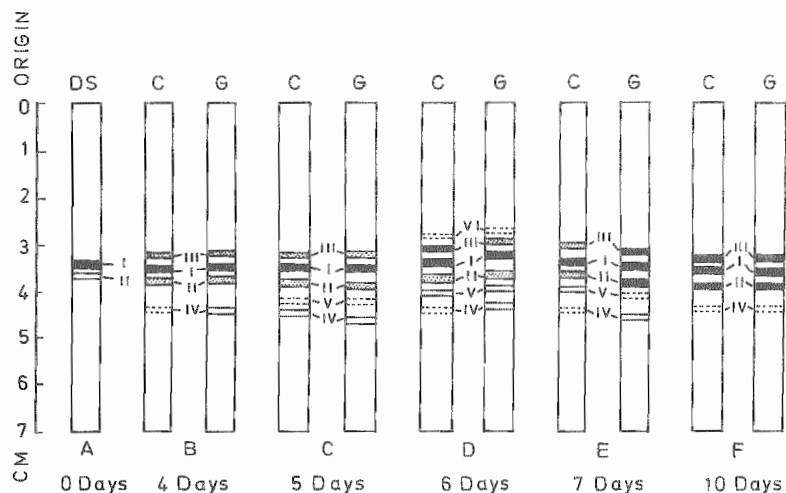 ORIGIN
DS C G C G C G C G C G
0
1
2
3
4
5
6
7
CM
I
II
III
I
II
IV
III
I
II
V
IV
VI
III
I
II
V
IV
III
I
II
V
IV
III
I
II
IV
A B C D E F
0 Days 4 Days 5 Days 6 Days 7 Days 10 Days